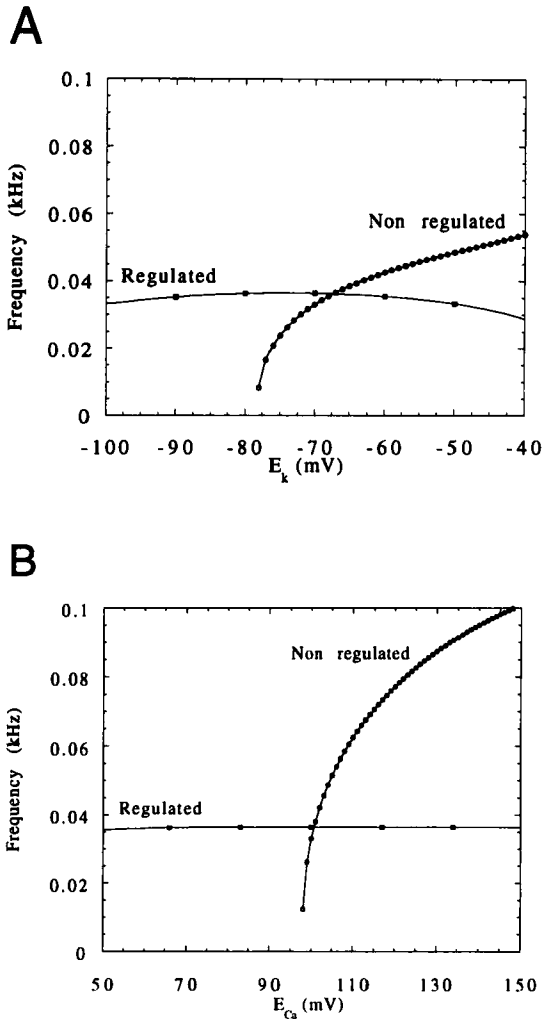 A
0.1
0.08
0.06
0.04
0.02
0
Frequency (kHz)
Non regulated
Regulated
-100 -90 -80 -70 -60 -50 -40
Ek (mV)
B
0.1
0.08
0.06
0.04
0.02
0
Frequency (kHz)
Non regulated
Regulated
50 70 90 110 130 150
ECa (mV)